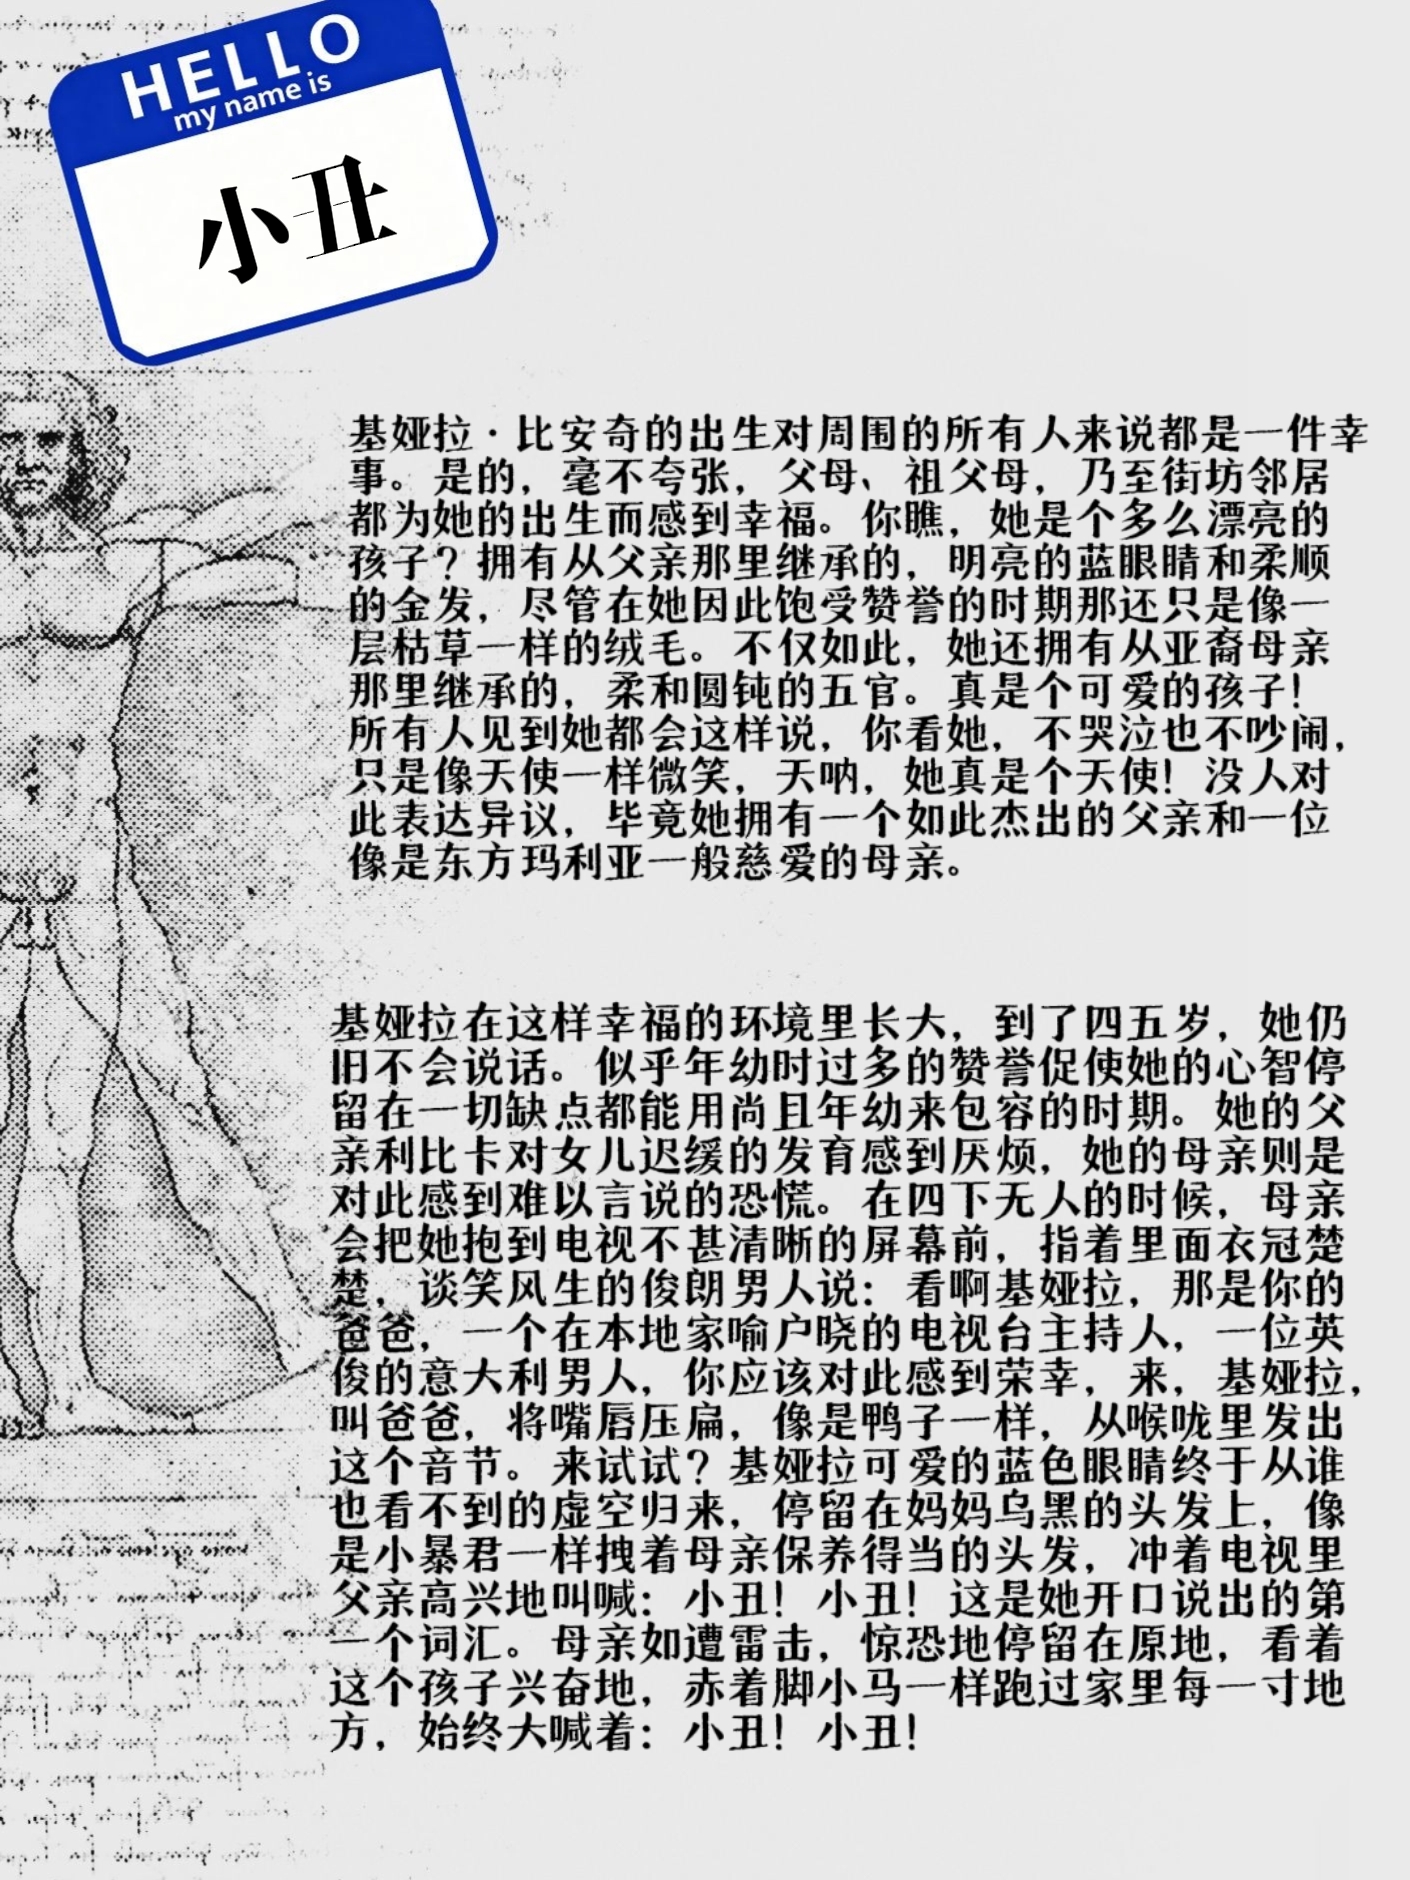 HELLO
my name is
小丑
基娅拉·比安奇的出生对周围的所有人来说都是一件幸
事。是的，毫不夸张，父母、祖父母，乃至街坊邻居
都为她的出生而感到幸福。你瞧，她是个多么漂亮的
孩子？拥有从父亲那里继承的，明亮的蓝眼睛和柔顺
的金发，尽管在她因此饱受赞誉的时期那还只是像一
层枯草一样的绒毛。不仅如此，她还拥有从亚裔母亲
那里继承的，柔和圆钝的五官。真是个可爱的孩子！
所有人见到她都会这样说，你看她，不哭泣也不吵闹，
只是像天使一样微笑，天呐，她真是个天使！没人对
此表达异议，毕竟她拥有一个如此杰出的父亲和一位
像是东方玛利亚一般慈爱的母亲。
基娅拉在这样幸福的环境里长大，到了四五岁，她仍
旧不会说话。似乎年幼时过多的赞誉促使她的心智停
留在一切缺点都能用尚且年幼来包容的时期。她的父
亲利比卡对女儿迟缓的发育感到厌烦，她的母亲则是
对此感到难以言说的恐慌。在四下无人的时候，母亲
会把她抱到电视不甚清晰的屏幕前，指着里面衣冠楚
楚，谈笑风生的俊朗男人说：看啊基娅拉，那是你的
爸爸，一个在本地家喻户晓的电视台主持人，一位英
俊的意大利男人，你应该对此感到荣幸，来，基娅拉，
叫爸爸，将嘴唇压扁，像是鸭子一样，从喉咙里发出
这个音节。来试试？基娅拉可爱的蓝色眼睛终于从谁
也看不到的虚空归来，停留在妈妈乌黑的头发上，像
是小暴君一样拽着母亲保养得当的头发，冲着电视里
父亲高兴地叫喊：小丑！小丑！这是她开口说出的第
一个词汇。母亲如遭雷击，惊恐地停留在原地，看着
这个孩子兴奋地，赤着脚小马一样跑过家里每一寸地
方，始终大喊着：小丑！小丑！